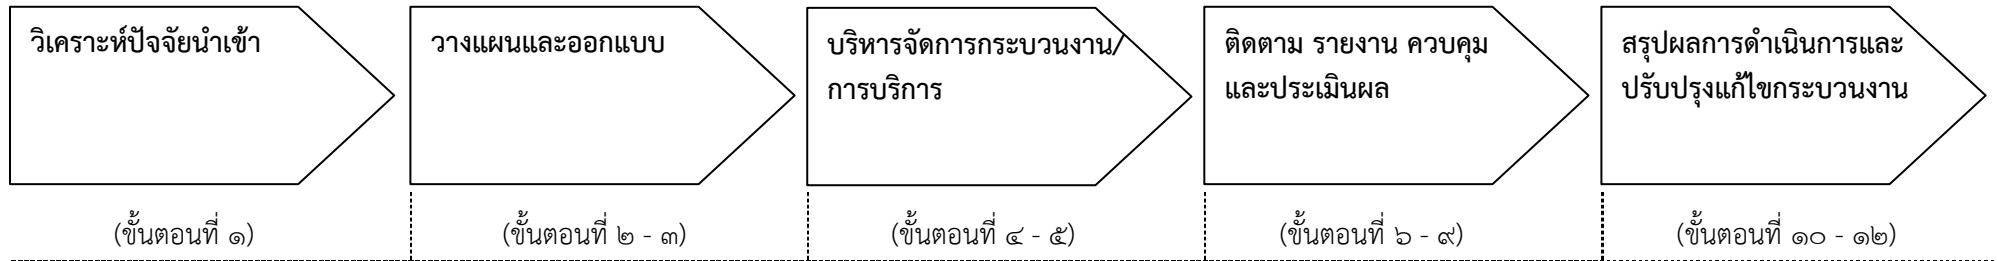 วิเคราะห์ปัจจัยนำเข้า
วางแผนและออกแบบ
บริหารจัดการกระบวนงาน/
การบริการ
ติดตาม รายงาน ควบคุม
และประเมินผล
สรุปผลการดำเนินการและ
ปรับปรุงแก้ไขกระบวนงาน
(ขั้นตอนที่ ๑)
(ขั้นตอนที่ ๒ - ๓)
(ขั้นตอนที่ ๔ - ๕)
(ขั้นตอนที่ ๖ - ๙)
(ขั้นตอนที่ ๑๐ - ๑๒)